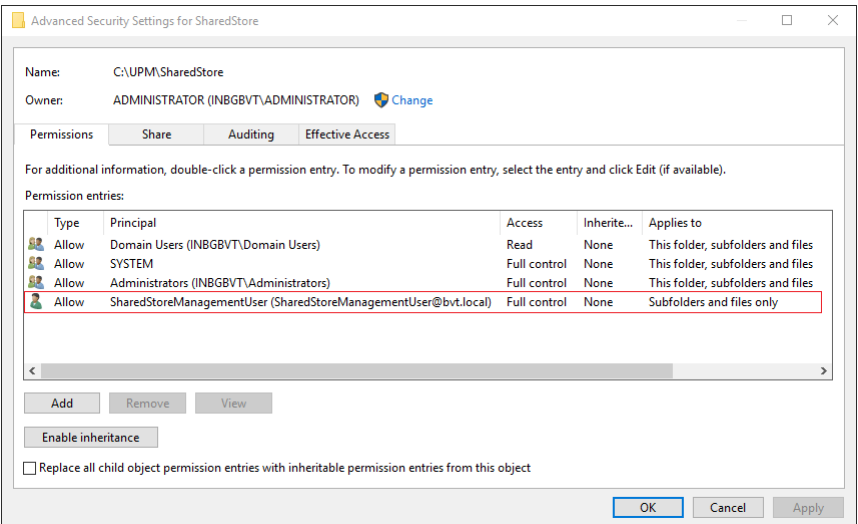 Advanced Security Settings for SharedStore
Name: C:\UPM\SharedStore
Owner: ADMINISTRATOR (INBGBVT\ADMINISTRATOR) Change
Permissions Share Auditing Effective Access
For additional information, double-click a permission entry. To modify a permission entry, select the entry and click Edit (if available).
Permission entries:
Type Principal Access Inherite... Applies to
Allow Domain Users (INBGBVT\Domain Users) Read None This folder, subfolders and files
Allow SYSTEM Full control None This folder, subfolders and files
Allow Administrators (INBGBVT\Administrators) Full control None This folder, subfolders and files
Allow SharedStoreManagementUser (SharedStoreManagementUser@bvt.local) Full control None Subfolders and files only
Add Remove View
Enable inheritance
Replace all child object permission entries with inheritable permission entries from this object
OK Cancel Apply